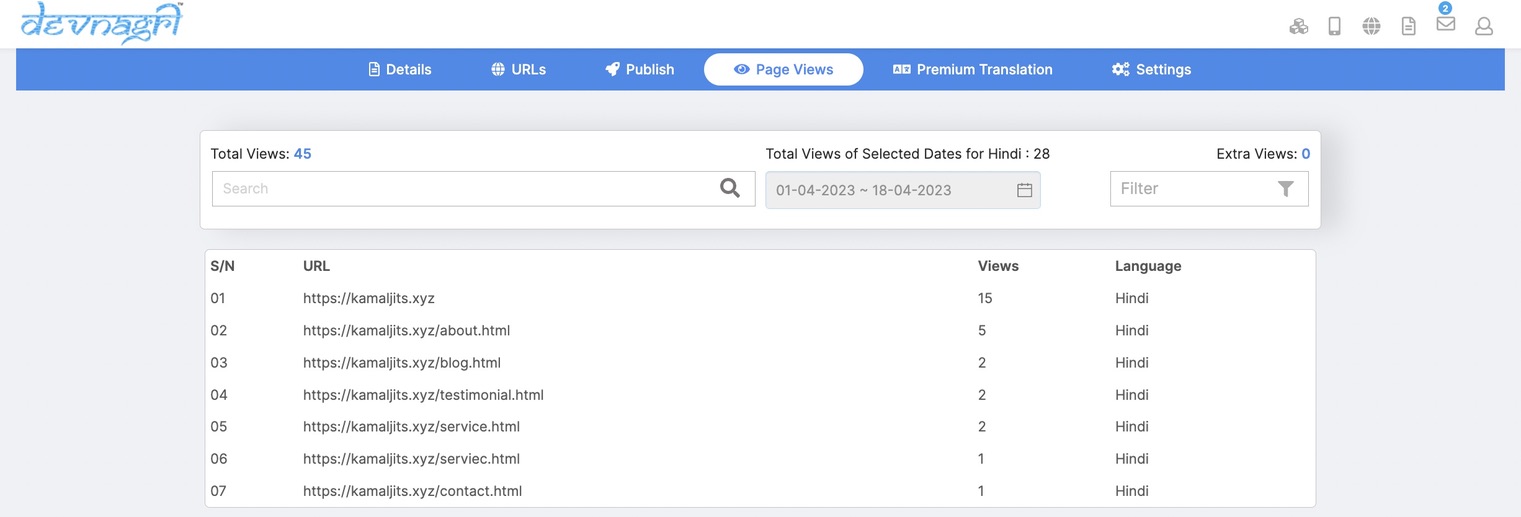 devnagri™
2
Details URLs Publish Page Views Premium Translation Settings
Total Views: 45 Total Views of Selected Dates for Hindi : 28 Extra Views: 0
Search 01-04-2023 ~ 18-04-2023 Filter
S/N URL Views Language
01 https://kamaljits.xyz 15 Hindi
02 https://kamaljits.xyz/about.html 5 Hindi
03 https://kamaljits.xyz/blog.html 2 Hindi
04 https://kamaljits.xyz/testimonial.html 2 Hindi
05 https://kamaljits.xyz/service.html 2 Hindi
06 https://kamaljits.xyz/serviec.html 1 Hindi
07 https://kamaljits.xyz/contact.html 1 Hindi